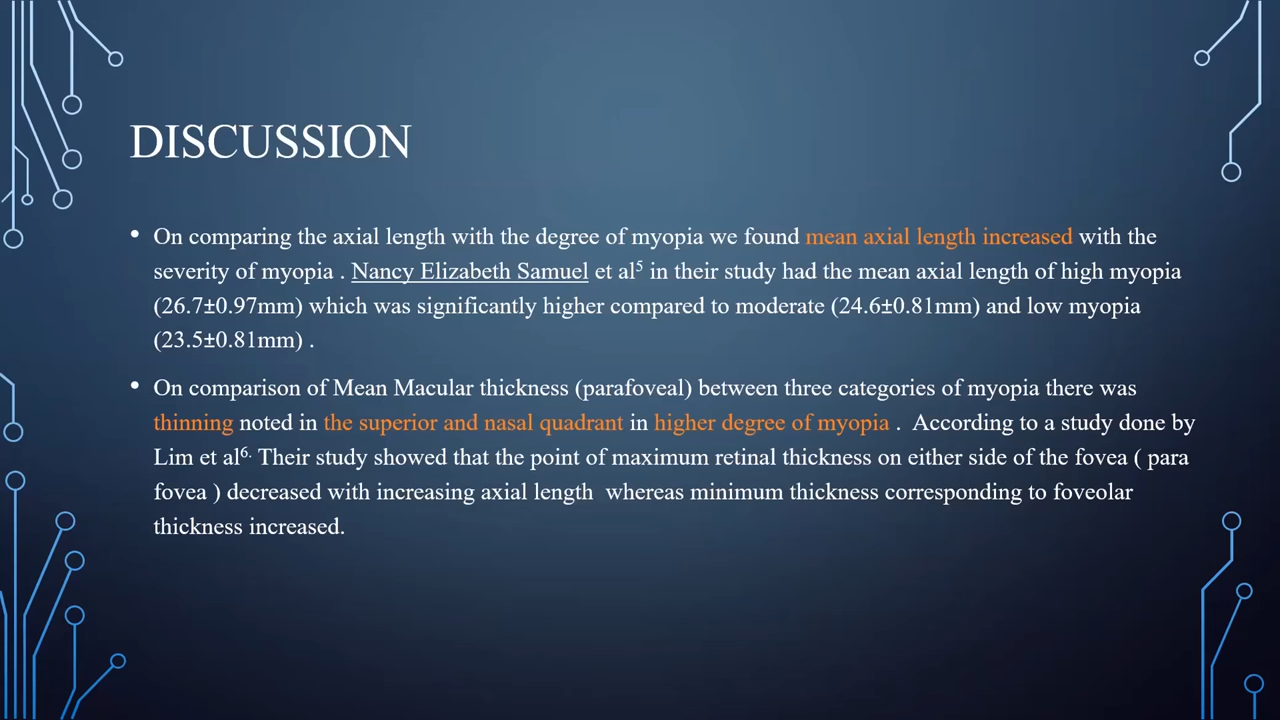 DISCUSSION
• On comparing the axial length with the degree of myopia we found mean axial length increased with the
severity of myopia . Nancy Elizabeth Samuel et al⁵ in their study had the mean axial length of high myopia
(26.7±0.97mm) which was significantly higher compared to moderate (24.6±0.81mm) and low myopia
(23.5±0.81mm) .
• On comparison of Mean Macular thickness (parafoveal) between three categories of myopia there was
thinning noted in the superior and nasal quadrant in higher degree of myopia .  According to a study done by
Lim et al⁶· Their study showed that the point of maximum retinal thickness on either side of the fovea ( para
fovea ) decreased with increasing axial length  whereas minimum thickness corresponding to foveolar
thickness increased.